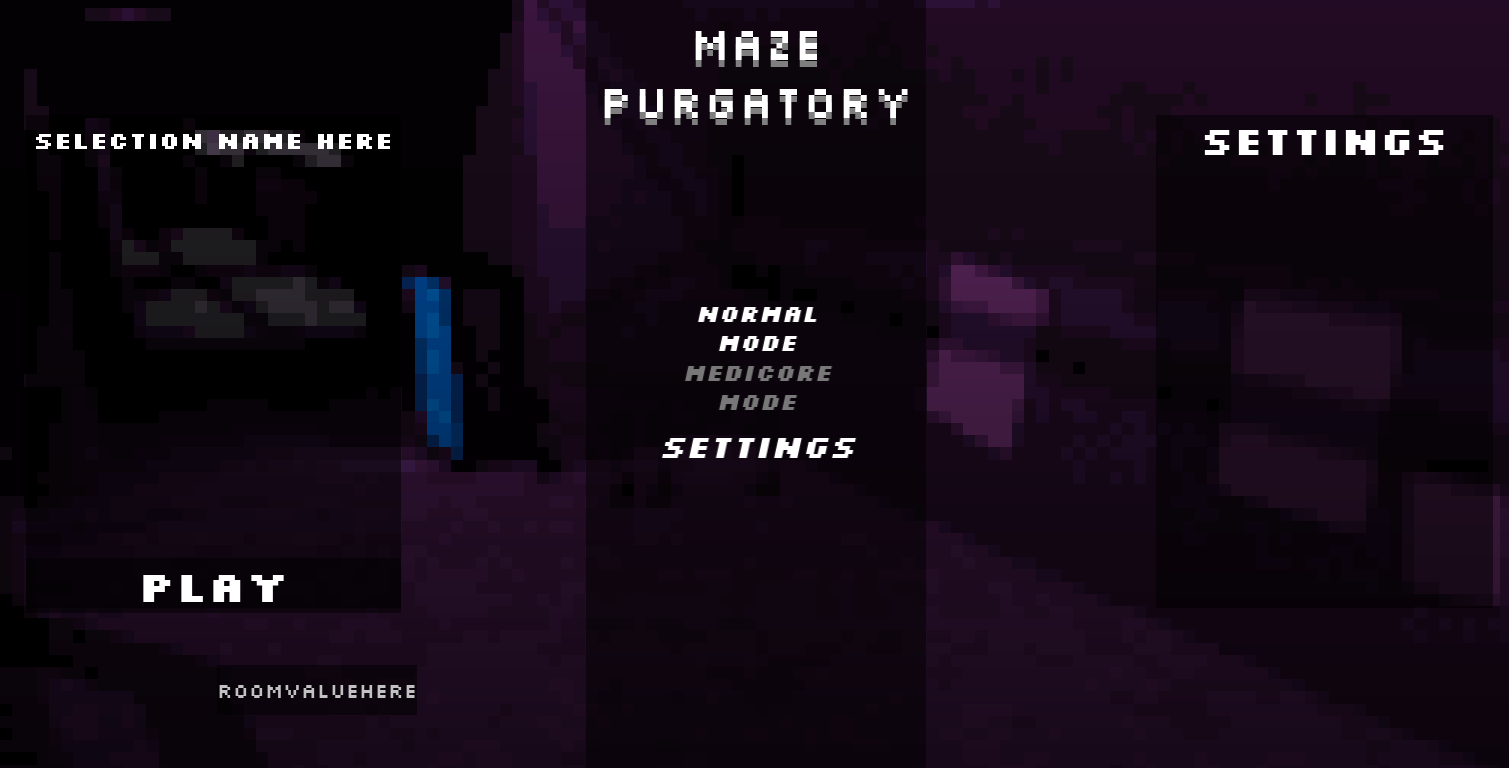 MAZE
PURGATORY
SELECTION NAME HERE
SETTINGS
NORMAL
MODE
MEDICORE
MODE
SETTINGS
PLAY
ROOMVALUEHERE